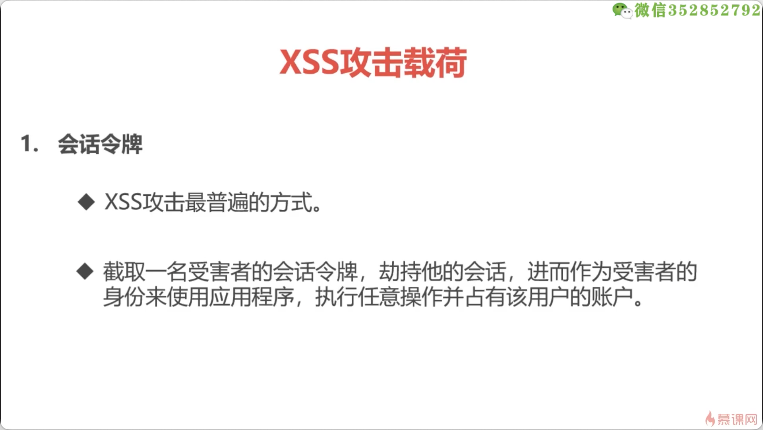 微信352852792
XSS攻击载荷
1. 会话令牌
◆ XSS攻击最普遍的方式。
◆ 截取一名受害者的会话令牌，劫持他的会话，进而作为受害者的
身份来使用应用程序，执行任意操作并占有该用户的账户。
慕课网